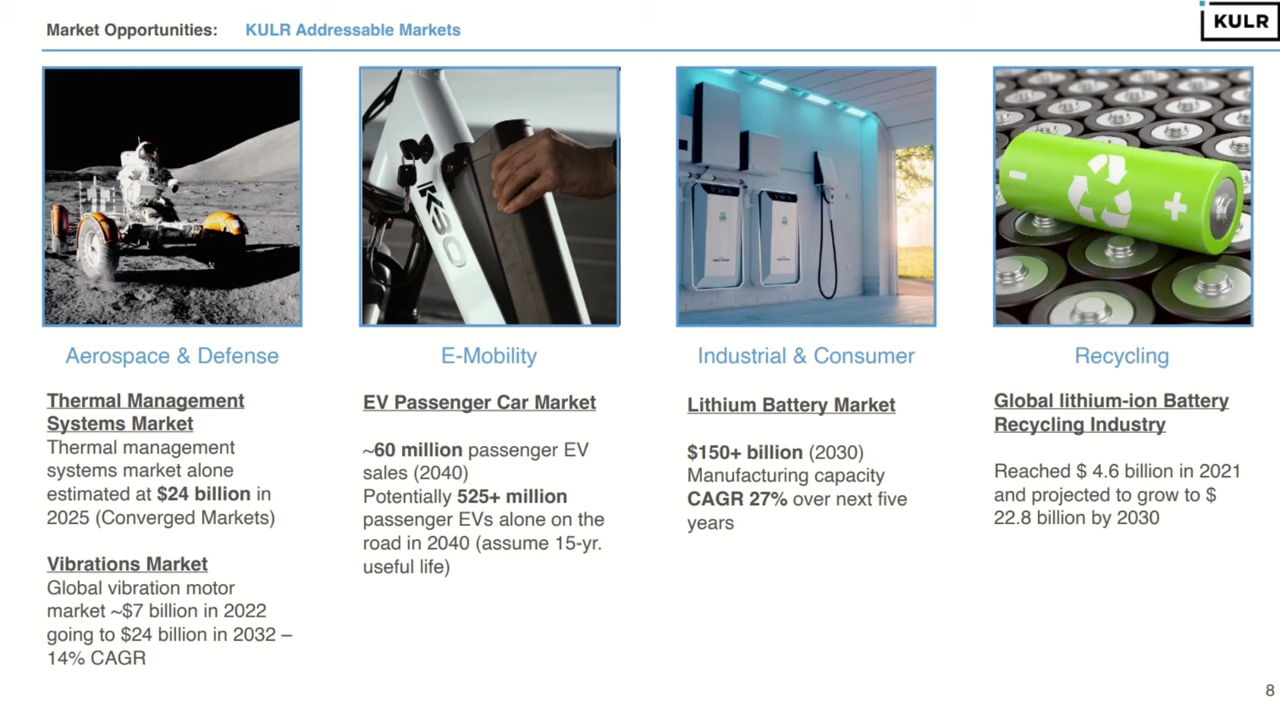 Market Opportunities: KULR Addressable Markets
KULR
Aerospace & Defense
Thermal Management
Systems Market
Thermal management
systems market alone
estimated at $24 billion in
2025 (Converged Markets)
Vibrations Market
Global vibration motor
market ~$7 billion in 2022
going to $24 billion in 2032 –
14% CAGR
E-Mobility
EV Passenger Car Market
~60 million passenger EV
sales (2040)
Potentially 525+ million
passenger EVs alone on the
road in 2040 (assume 15-yr.
useful life)
Industrial & Consumer
Lithium Battery Market
$150+ billion (2030)
Manufacturing capacity
CAGR 27% over next five
years
Recycling
Global lithium-ion Battery
Recycling Industry
Reached $ 4.6 billion in 2021
and projected to grow to $
22.8 billion by 2030
8